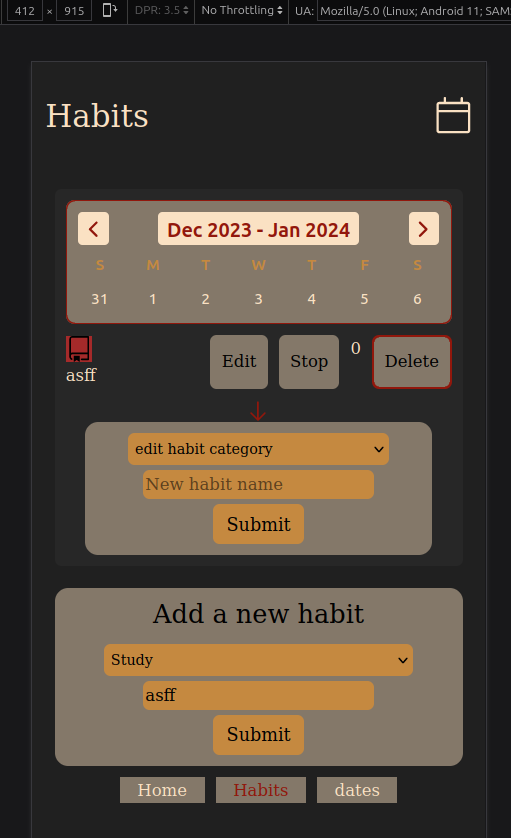 412 × 915 DPR: 3.5 No Throttling UA: Mozilla/5.0 (Linux; Android 11; SAM
Habits
Dec 2023 - Jan 2024
S M T W T F S
31 1 2 3 4 5 6
asff Edit Stop 0 Delete
edit habit category
New habit name
Submit
Add a new habit
Study
asff
Submit
Home Habits dates